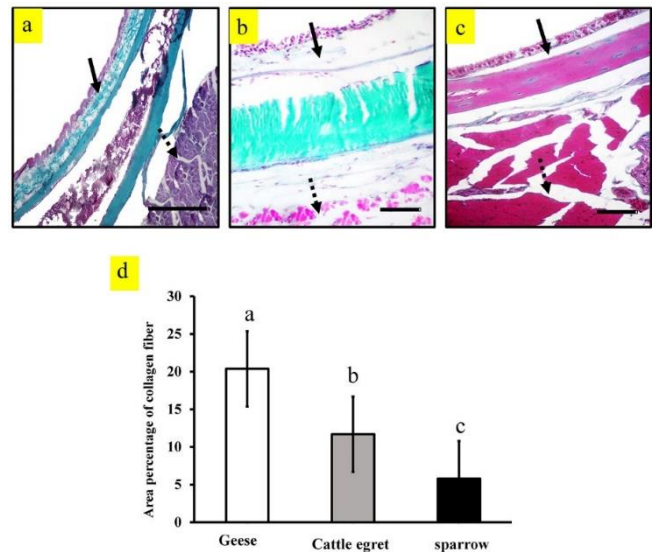 a
b
c
d
Area percentage of collagen fiber
30
25
20
15
10
5
0
a
b
c
Geese
Cattle egret
sparrow